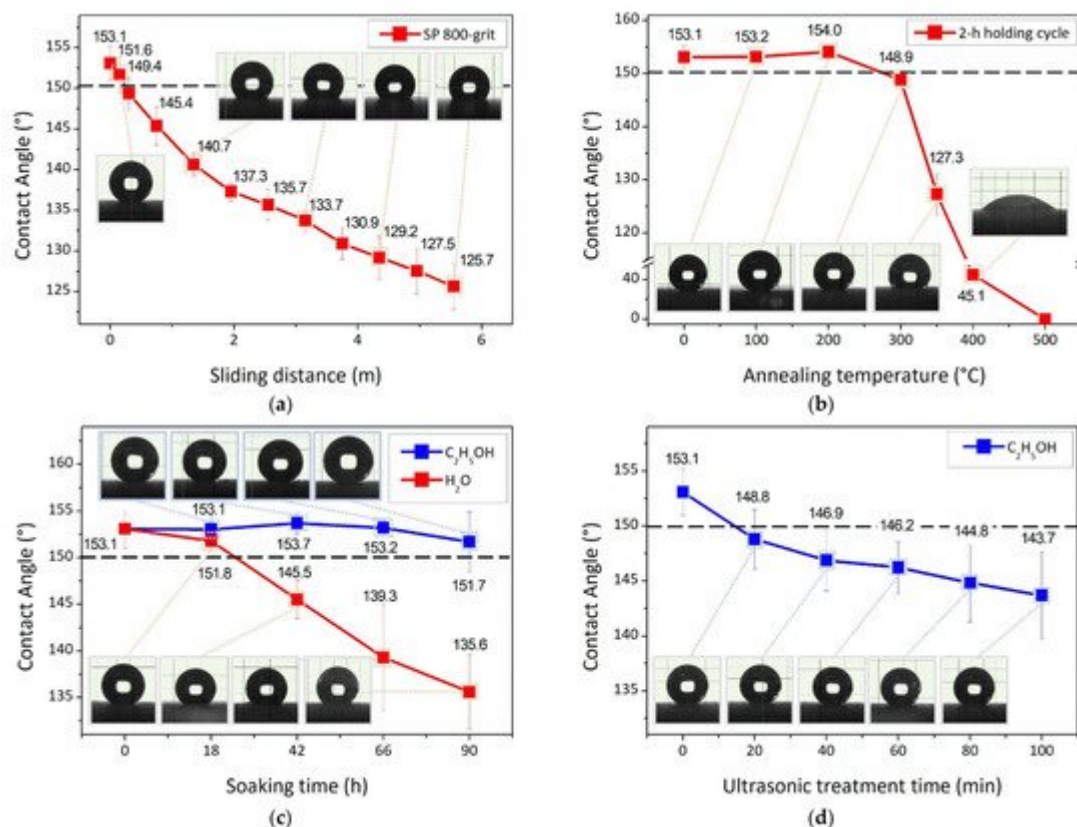 153.1
151.6
149.4
145.4
140.7
137.3
135.7
133.7
130.9
129.2
127.5
125.7
SP 800-grit
155
150
145
140
135
130
125
Contact Angle (°)
0 2 4 6
Sliding distance (m)
(a)
153.1
153.2
154.0
148.9
127.3
45.1
2-h holding cycle
160
150
140
130
120
40
0
Contact Angle (°)
0 100 200 300 400 500
Annealing temperature (°C)
(b)
C₂H₅OH
H₂O
153.1
153.1
153.7
153.2
151.7
151.8
145.5
139.3
135.6
160
155
150
145
140
135
Contact Angle (°)
0 18 42 66 90
Soaking time (h)
(c)
C₂H₅OH
153.1
148.8
146.9
146.2
144.8
143.7
155
150
145
140
135
Contact Angle (°)
0 20 40 60 80 100
Ultrasonic treatment time (min)
(d)